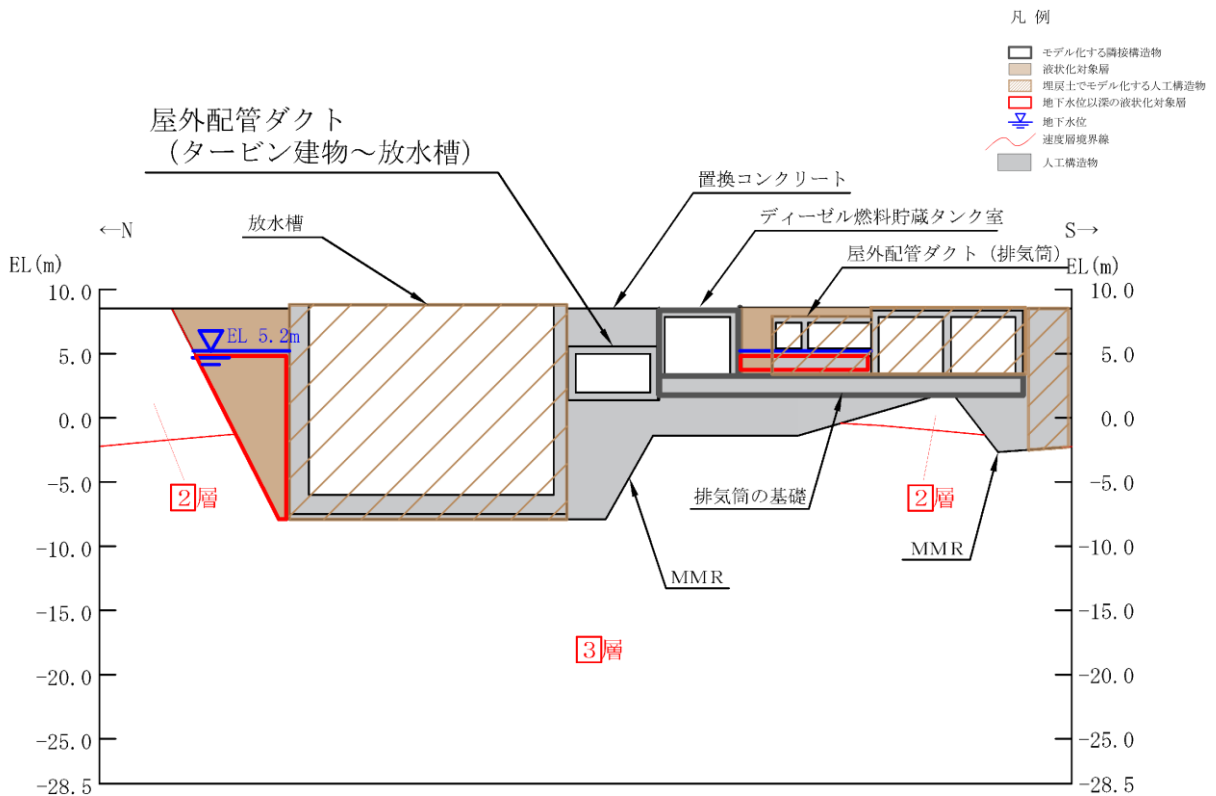 凡 例
モデル化する隣接構造物
液状化対象層
埋戻土でモデル化する人工構造物
地下水位以深の液状化対象層
地下水位
速度層境界線
人工構造物
屋外配管ダクト
（タービン建物～放水槽）
置換コンクリート
ディーゼル燃料貯蔵タンク室
←N
放水槽
S→
屋外配管ダクト（排気筒）
EL(m)
EL(m)
10.0
10.0
EL 5.2m
5.0
5.0
0.0
0.0
-5.0
-5.0
2層
排気筒の基礎
2層
-10.0
-10.0
MMR
MMR
-15.0
-15.0
3層
-20.0
-20.0
-25.0
-25.0
-28.5
-28.5